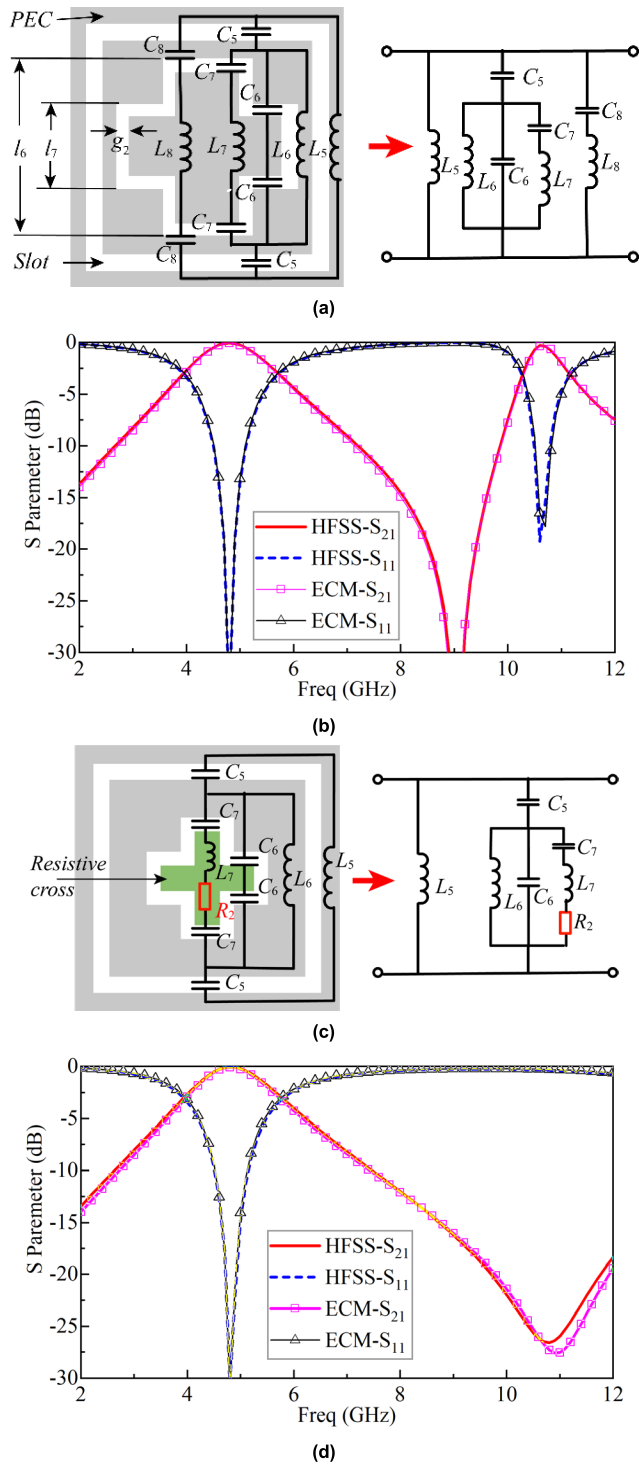 PEC
C5
C8
C7
C6
l6
l7
g2
L8
L7
L6
L5
C6
C7
C8
C5
Slot
C5
C8
C7
L5
L6
C6
L7
L8
(a)
0
-5
-10
-15
-20
-25
-30
S Paremeter (dB)
HFSS-S21
HFSS-S11
ECM-S21
ECM-S11
2 4 6 8 10 12
Freq (GHz)
(b)
C5
C7
C6
Resistive
cross
L7
C6
L6
L5
R2
C7
C5
C5
C7
L5
L6
C6
L7
R2
(c)
0
-5
-10
-15
-20
-25
-30
S Paremeter (dB)
HFSS-S21
HFSS-S11
ECM-S21
ECM-S11
2 4 6 8 10 12
Freq (GHz)
(d)